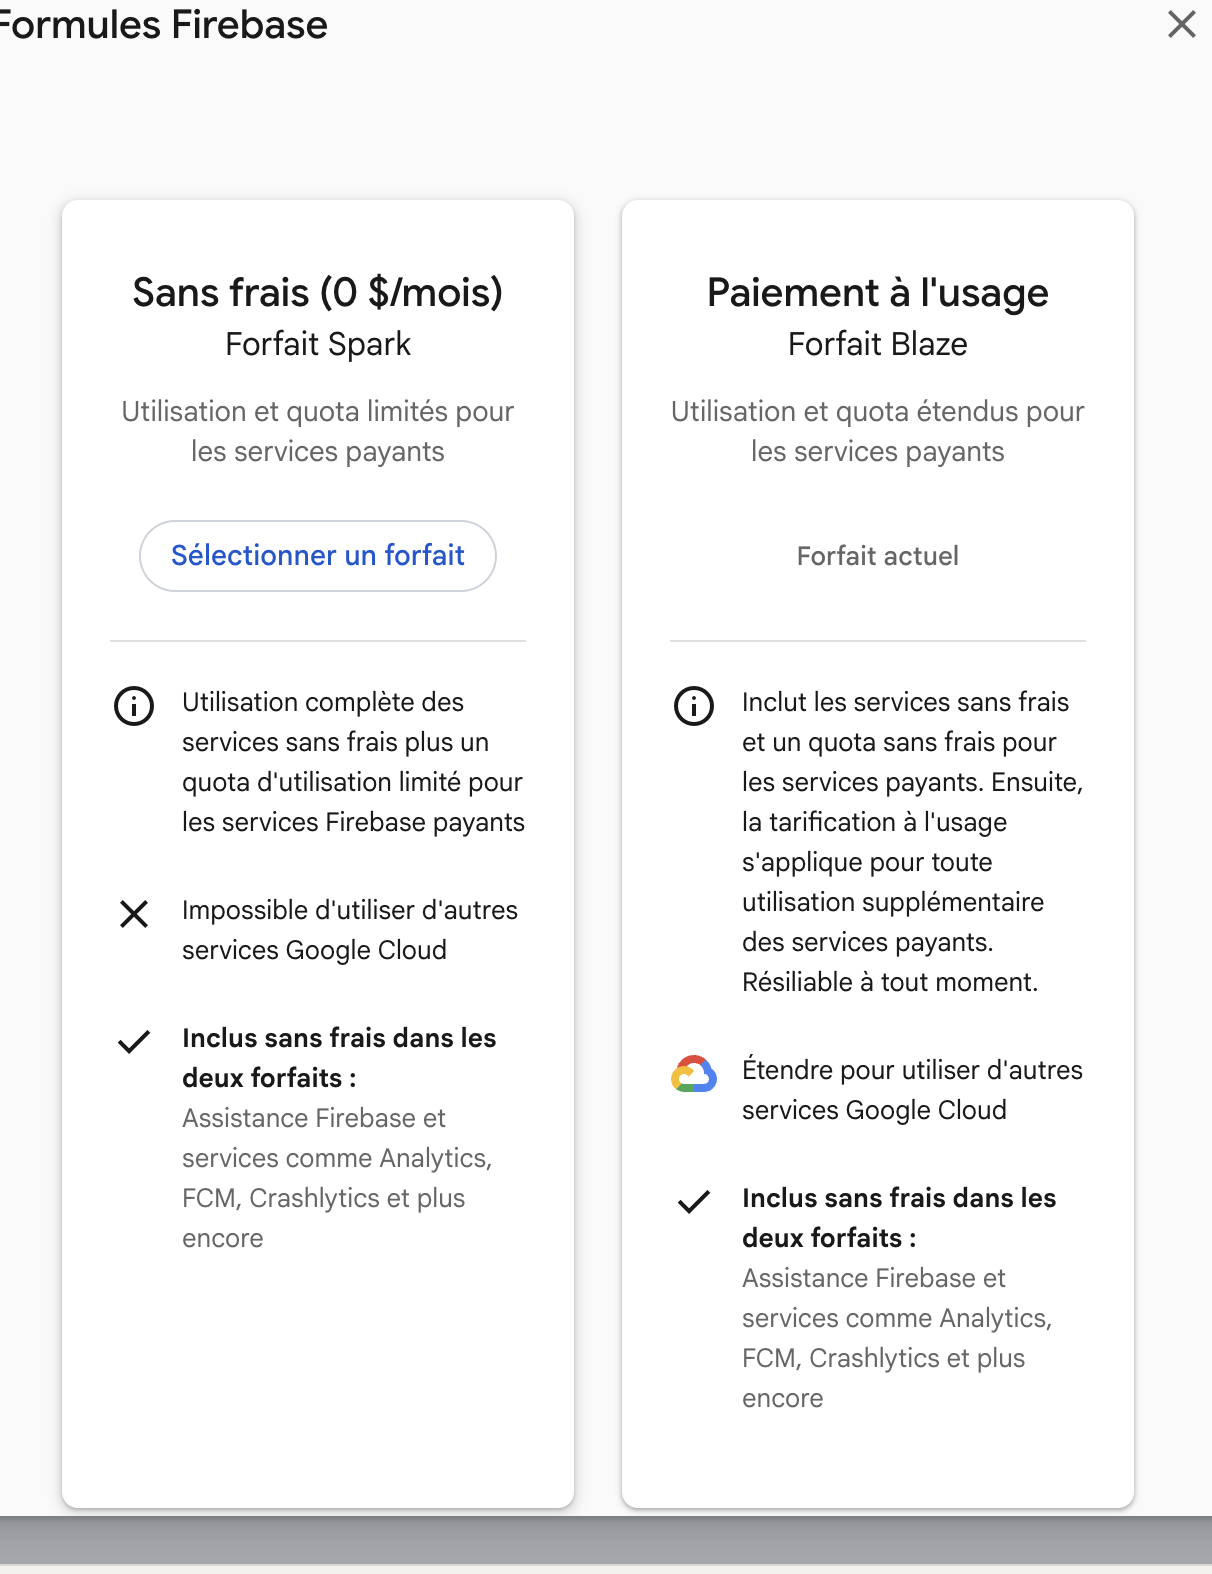 Formules Firebase
Sans frais (0 $/mois)
Forfait Spark
Utilisation et quota limités pour
les services payants
Sélectionner un forfait
Utilisation complète des
services sans frais plus un
quota d'utilisation limité pour
les services Firebase payants
Impossible d'utiliser d'autres
services Google Cloud
Inclus sans frais dans les
deux forfaits :
Assistance Firebase et
services comme Analytics,
FCM, Crashlytics et plus
encore
Paiement à l'usage
Forfait Blaze
Utilisation et quota étendus pour
les services payants
Forfait actuel
Inclut les services sans frais
et un quota sans frais pour
les services payants. Ensuite,
la tarification à l'usage
s'applique pour toute
utilisation supplémentaire
des services payants.
Résiliable à tout moment.
Étendre pour utiliser d'autres
services Google Cloud
Inclus sans frais dans les
deux forfaits :
Assistance Firebase et
services comme Analytics,
FCM, Crashlytics et plus
encore